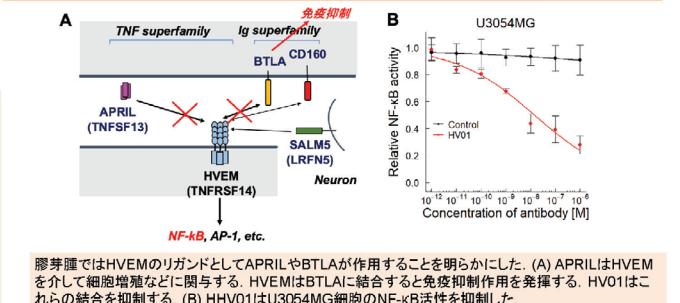 A
免疫抑制
TNF superfamily
Ig superfamily
BTLA
CD160
APRIL
(TNFSF13)
SALM5
(LRFN5)
HVEM
(TNFRSF14)
Neuron
NF-kB, AP-1, etc.
B
U3054MG
Relative NF-κB activity
1.0
0.8
0.6
0.4
0.2
0.0
Control
HV01
10-12 10-11 10-10 10-9 10-8 10-7 10-6
Concentration of antibody [M]
膠芽腫ではHVEMのリガンドとしてAPRILやBTLAが作用することを明らかにした. (A) APRILはHVEM
を介して細胞増殖などに関与する. HVEMはBTLAに結合すると免疫抑制作用を発揮する. HV01はこ
れらの結合を抑制する. (B) HHV01はU3054MG細胞のNF-κB活性を抑制した